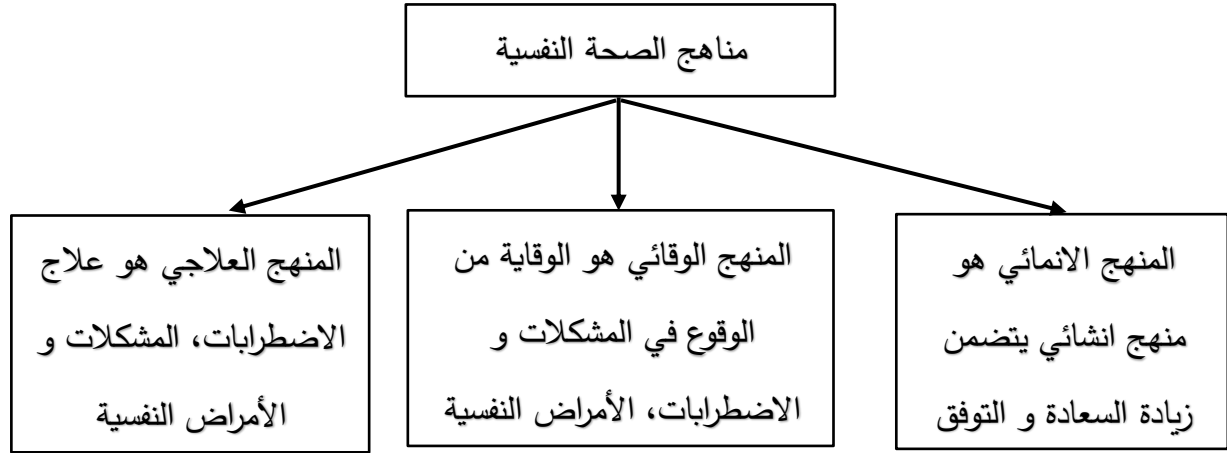 مناهج الصحة النفسية
المنهج الانمائي هو
منهج انشائي يتضمن
زيادة السعادة و التوفق
المنهج الوقائي هو الوقاية من
الوقوع في المشكلات و
الاضطرابات، الأمراض النفسية
المنهج العلاجي هو علاج
الاضطرابات، المشكلات و
الأمراض النفسية